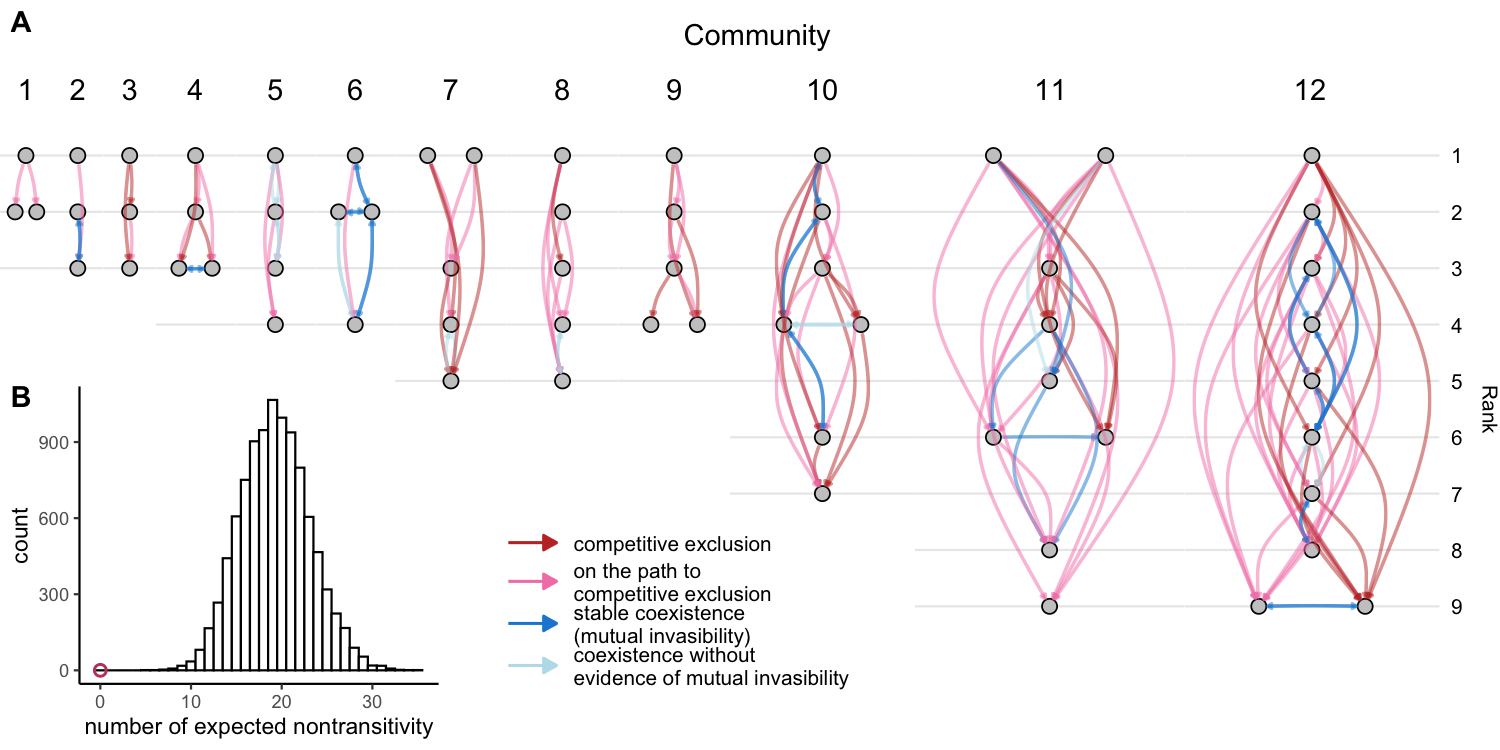 A
Community
1 2 3 4 5 6 7 8 9 10 11 12
1
2
3
4
5
6
7
8
9
Rank
B
900
600
300
0
count
0 10 20 30
number of expected nontransitivity
competitive exclusion
on the path to
competitive exclusion
stable coexistence
(mutual invasibility)
coexistence without
evidence of mutual invasibility